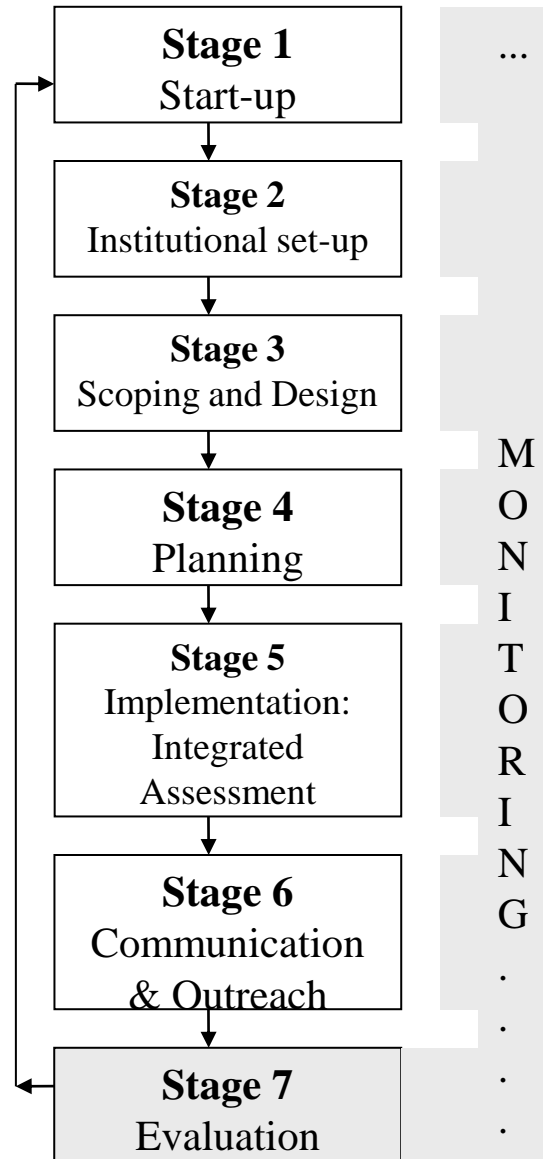 Stage 1
Start-up
Stage 2
Institutional set-up
Stage 3
Scoping and Design
Stage 4
Planning
Stage 5
Implementation:
Integrated
Assessment
Stage 6
Communication
& Outreach
Stage 7
Evaluation
...
M
O
N
I
T
O
R
I
N
G
.
.
.
.